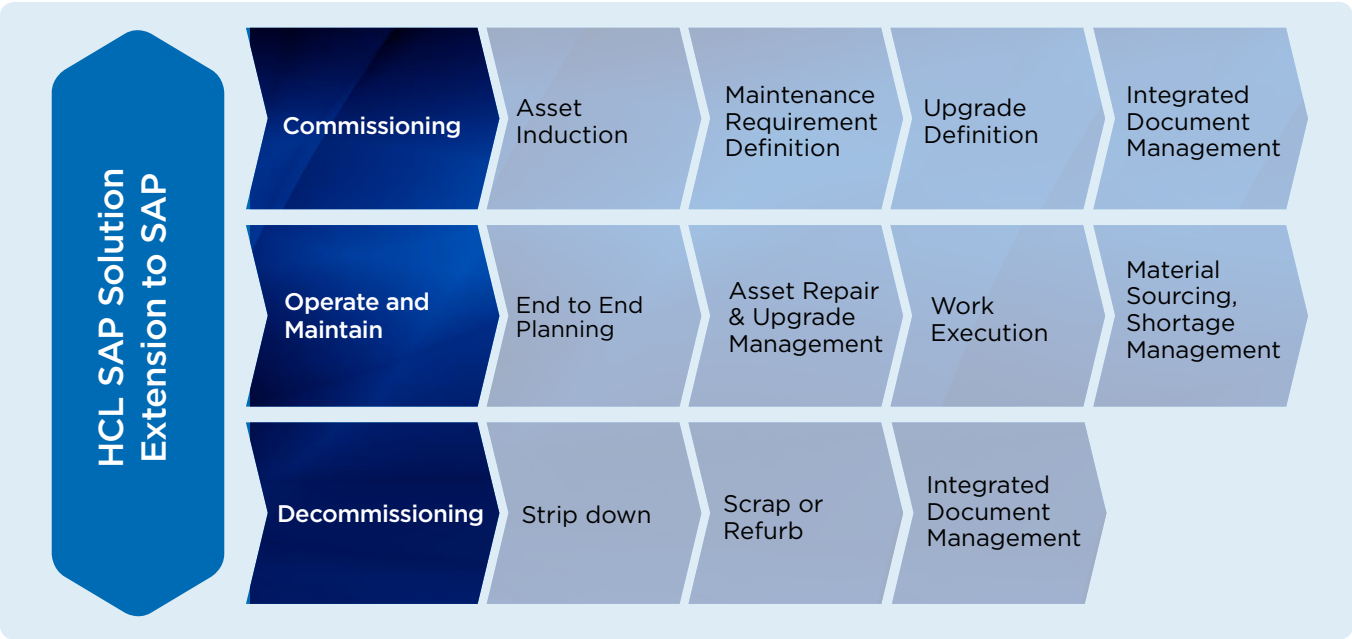 HCL SAP Solution
Extension to SAP
Commissioning
Asset
Induction
Maintenance
Requirement
Definition
Upgrade
Definition
Integrated
Document
Management
Operate and
Maintain
End to End
Planning
Asset Repair
& Upgrade
Management
Work
Execution
Material
Sourcing,
Shortage
Management
Decommissioning
Strip down
Scrap or
Refurb
Integrated
Document
Management